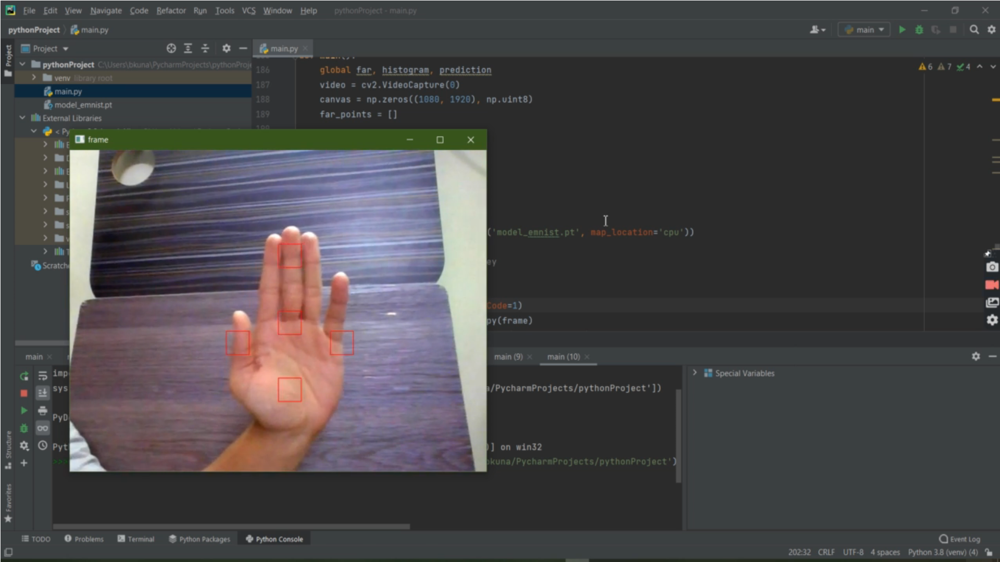 File Edit View Navigate Code Refactor Run Tools VCS Window Help pythonProject - main.py
pythonProject main.py
main
Project
Project
main.py
pythonProject C:\Users\bkuna\PycharmProjects\pythonProje
venv library root
main.py
model_emnist.pt
External Libraries
< Py
Scratche
186 global far, histogram, prediction
187 video = cv2.VideoCapture(0)
188 canvas = np.zeros((1080, 1920), np.uint8)
189 far_points = []
6 7 4
frame
('model_emnist.pt', map_location='cpu'))
ey
Code=1)
py(frame)
main
main (9) main (10)
imp
sys
a/PycharmProjects/pythonProject'])
PyD
Pyt
)] on win32
>>>
bkuna/PycharmProjects/pythonProject')
Special Variables
Structure
Favorites
TODO Problems Terminal Python Packages Python Console Event Log
202:32 CRLF UTF-8 4 spaces Python 3.8 (venv) (4)